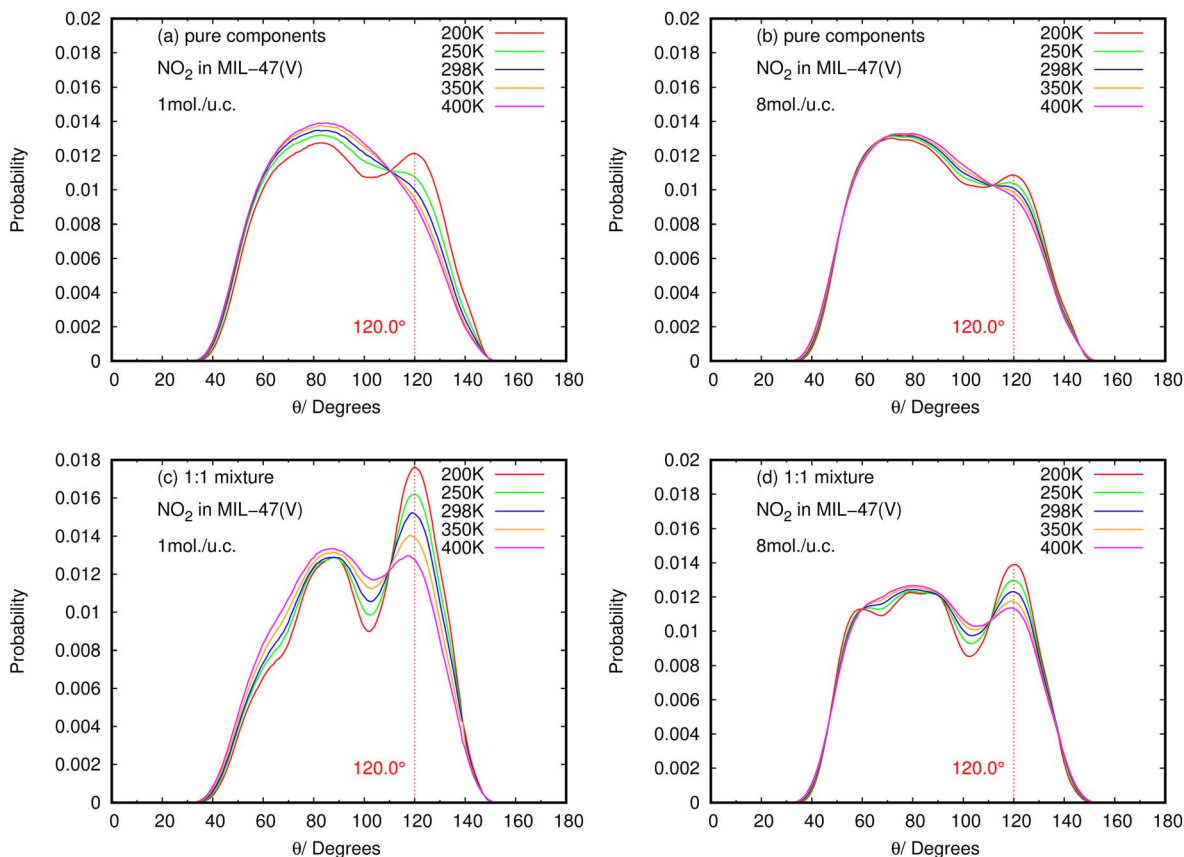 0.02
0.018
0.016
0.014
0.012
0.01
0.008
0.006
0.004
0.002
0
Probability
(a) pure components
NO2 in MIL−47(V)
1mol./u.c.
200K
250K
298K
350K
400K
120.0°
0 20 40 60 80 100 120 140 160 180
θ/ Degrees
0.02
0.018
0.016
0.014
0.012
0.01
0.008
0.006
0.004
0.002
0
Probability
(b) pure components
NO2 in MIL−47(V)
8mol./u.c.
200K
250K
298K
350K
400K
120.0°
0 20 40 60 80 100 120 140 160 180
θ/ Degrees
0.018
0.016
0.014
0.012
0.01
0.008
0.006
0.004
0.002
0
Probability
(c) 1:1 mixture
NO2 in MIL−47(V)
1mol./u.c.
200K
250K
298K
350K
400K
120.0°
0 20 40 60 80 100 120 140 160 180
θ/ Degrees
0.02
0.018
0.016
0.014
0.012
0.01
0.008
0.006
0.004
0.002
0
Probability
(d) 1:1 mixture
NO2 in MIL−47(V)
8mol./u.c.
200K
250K
298K
350K
400K
120.0°
0 20 40 60 80 100 120 140 160 180
θ/ Degrees